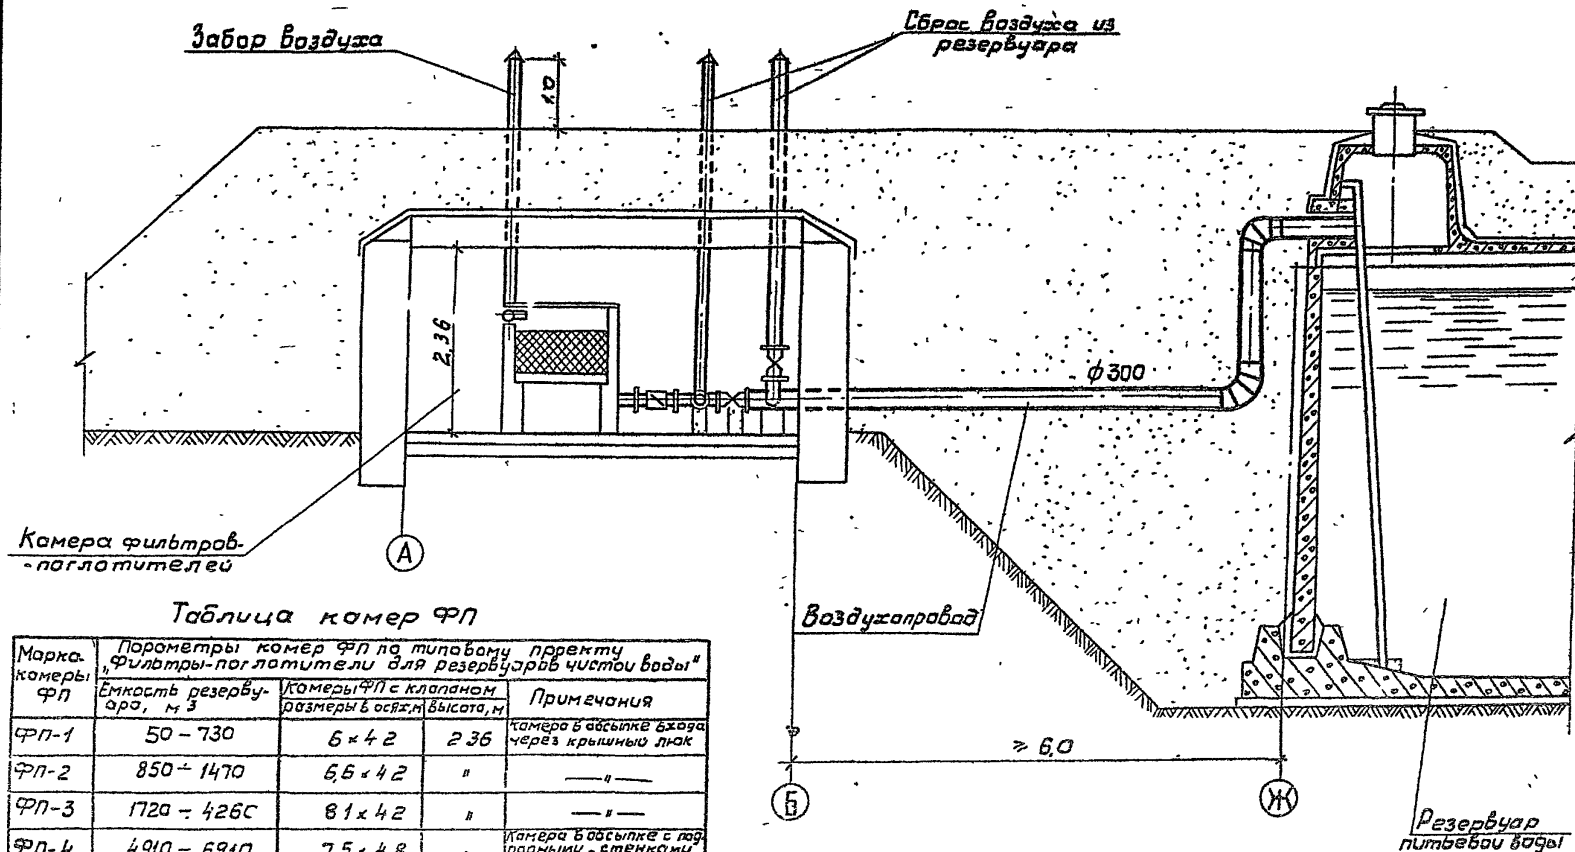 Забор воздуха
Сброс воздуха из
резервуара
1,0
2,36
ф300
Камера фильтров-
-поглотителей
А
Воздухопровод
⩾ 6,0
Б
Ж
Резервуар
питьевой воды
Таблица камер ФП
Марка
камеры
ФП
Параметры камер ФП по типовому проекту
„Фильтры-поглотители для резервуаров чистой воды"
Емкость резерву-
ара, м3
Камеры ФП с клапаном
размеры в осях,м
высота,м
Примечания
ФП-1 50-730 6×4 2 2 36
камера в обсыпке входа
через крышный люк
ФП-2 850÷1470 6,6×4 2 " —"—
ФП-3 1720÷4260 8 1×4 2 " —"—
ФП-4 4910÷6910 7,5×4,8
Камера в обсыпке с под
порными стенками